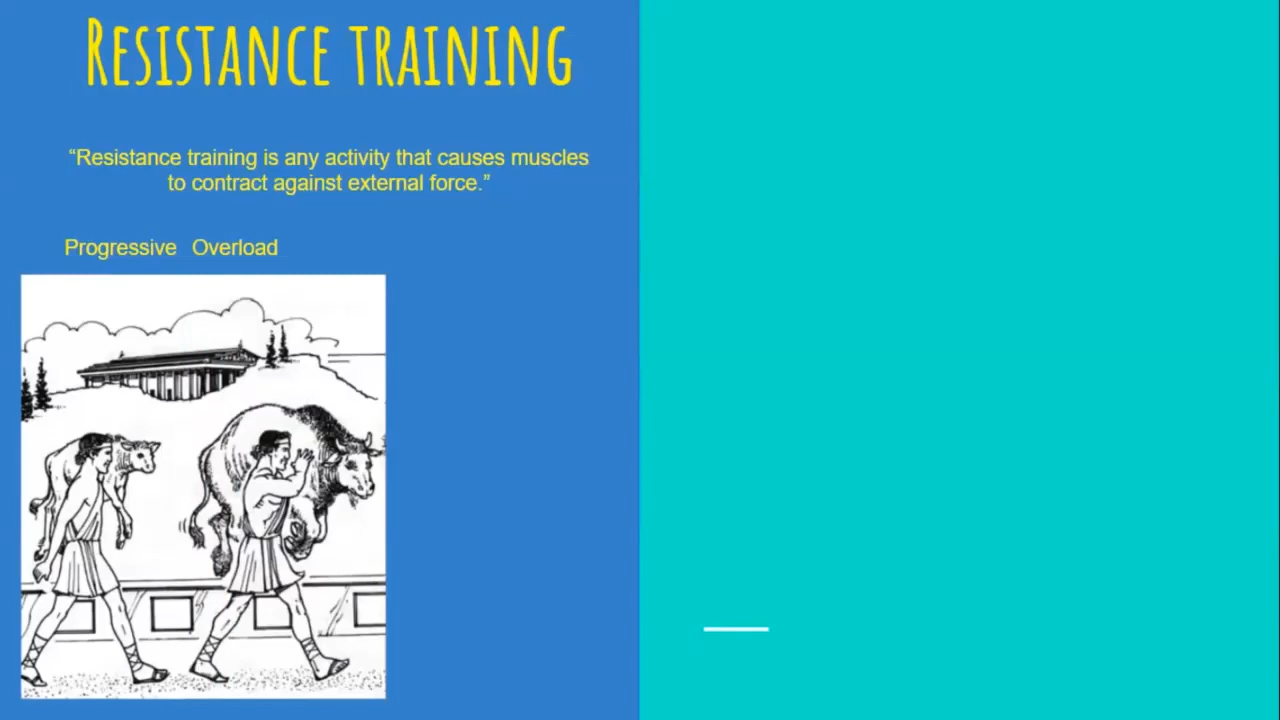 Resistance training
“Resistance training is any activity that causes muscles
to contract against external force.”
Progressive Overload